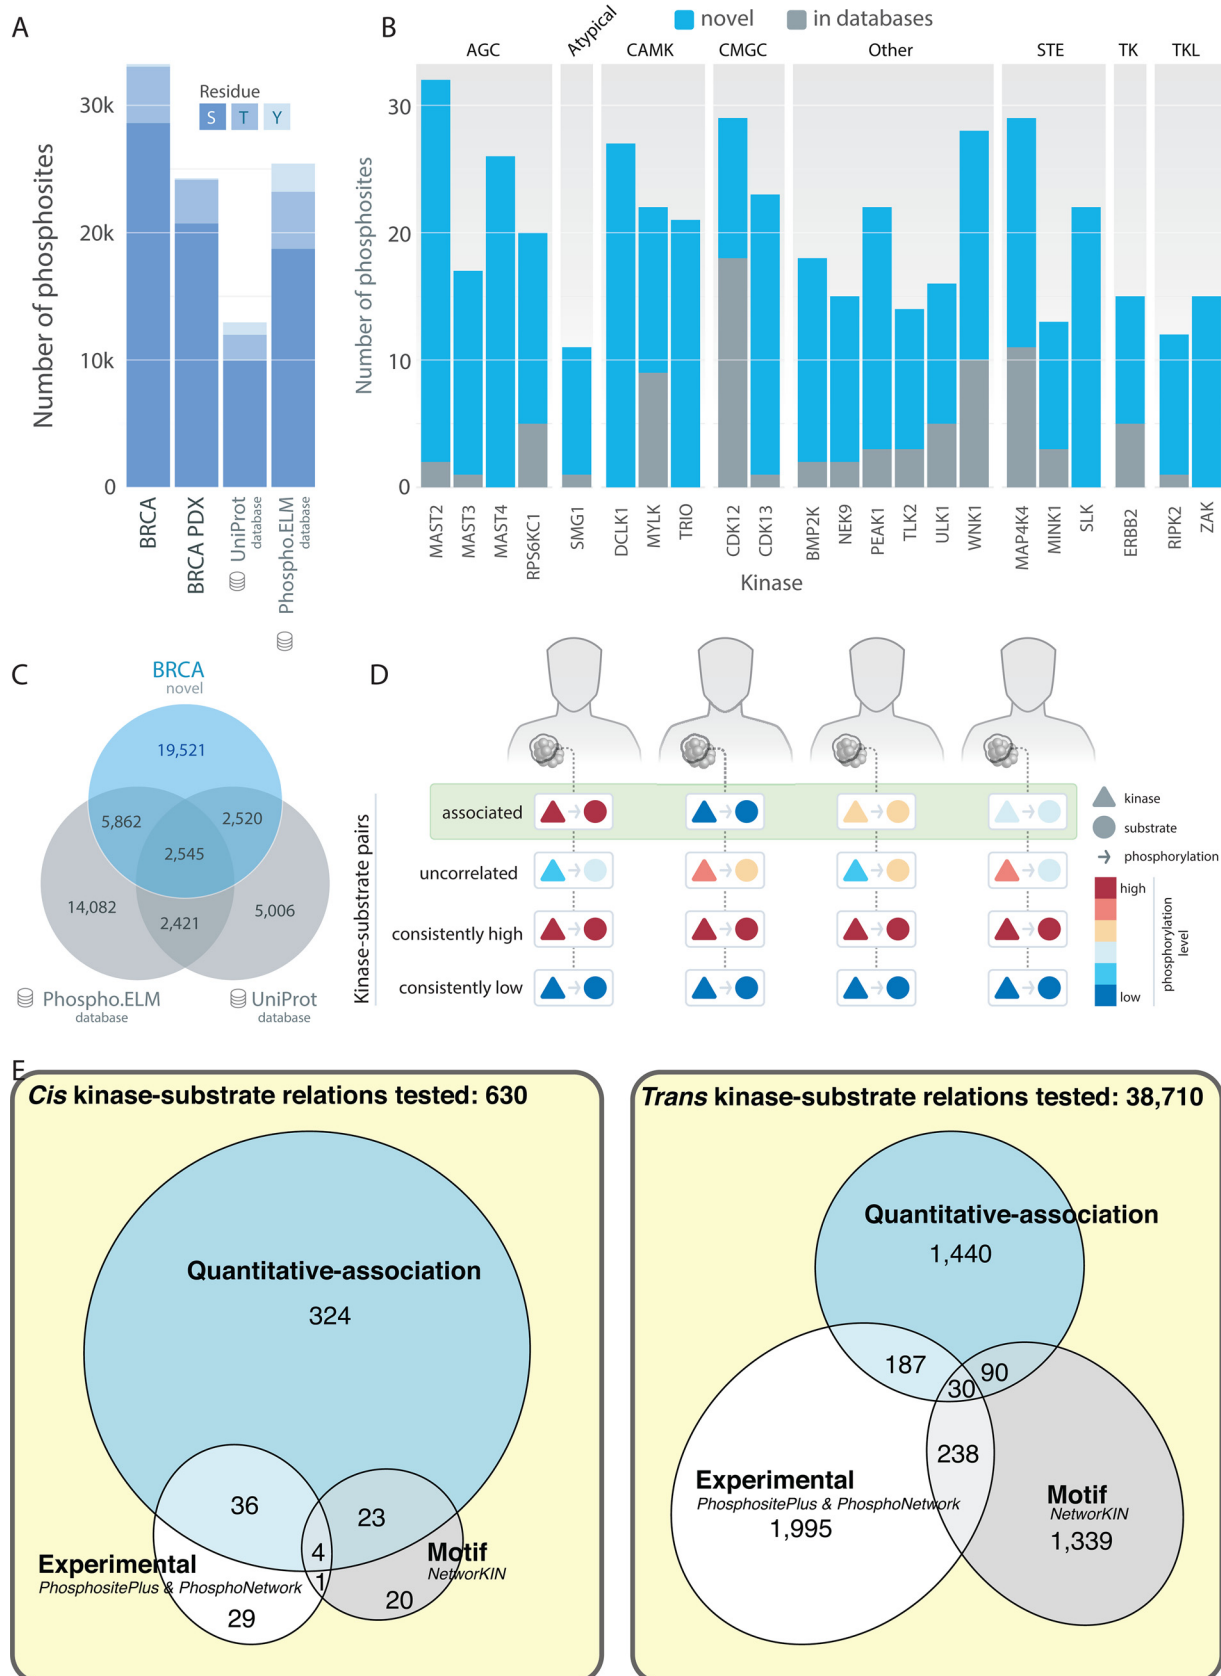 A
Residue
S T Y
Number of phosphosites
30k
20k
10k
0
BRCA
BRCA PDX
UniProt
database
Phospho.ELM
database
B
novel
in databases
AGC
Atypical
CAMK
CMGC
Other
STE
TK
TKL
Number of phosphosites
30
20
10
0
MAST2
MAST3
MAST4
RPS6KC1
SMG1
DCLK1
MYLK
TRIO
CDK12
CDK13
BMP2K
NEK9
PEAK1
TLK2
ULK1
WNK1
MAP4K4
MINK1
SLK
ERBB2
RIPK2
ZAK
Kinase
C
BRCA
novel
19,521
5,862
2,520
2,545
14,082
2,421
5,006
Phospho.ELM
database
UniProt
database
D
Kinase-substrate pairs
associated
uncorrelated
consistently high
consistently low
kinase
substrate
phosphorylation
high
low
phosphorylation
level
E
Cis kinase-substrate relations tested: 630
Quantitative-association
324
36
23
4
1
Experimental
PhosphositePlus & PhosphoNetwork
29
Motif
NetworKIN
20
Trans kinase-substrate relations tested: 38,710
Quantitative-association
1,440
187
90
30
238
Experimental
PhosphositePlus & PhosphoNetwork
1,995
Motif
NetworKIN
1,339